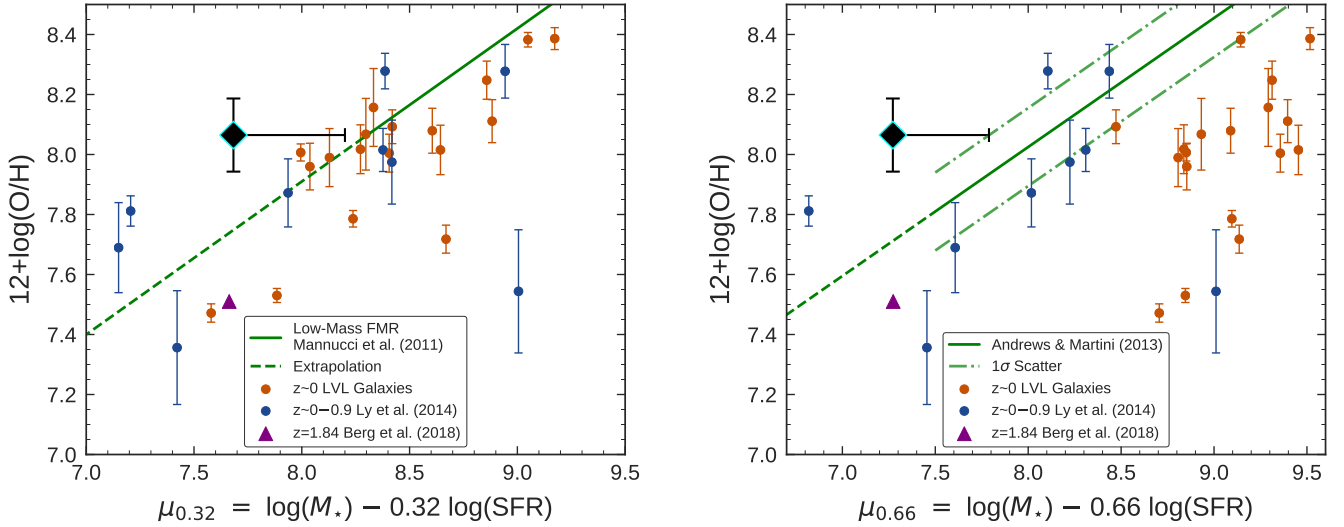 8.4
8.2
8.0
7.8
7.6
7.4
7.2
7.0
12+log(O/H)
7.0 7.5 8.0 8.5 9.0 9.5
μ0.32 = log(M⋆) − 0.32 log(SFR)
Low-Mass FMR
Mannucci et al. (2011)
Extrapolation
z~0 LVL Galaxies
z~0−0.9 Ly et al. (2014)
z=1.84 Berg et al. (2018)
8.4
8.2
8.0
7.8
7.6
7.4
7.2
7.0
12+log(O/H)
7.0 7.5 8.0 8.5 9.0 9.5
μ0.66 = log(M⋆) − 0.66 log(SFR)
Andrews & Martini (2013)
1σ Scatter
z~0 LVL Galaxies
z~0−0.9 Ly et al. (2014)
z=1.84 Berg et al. (2018)